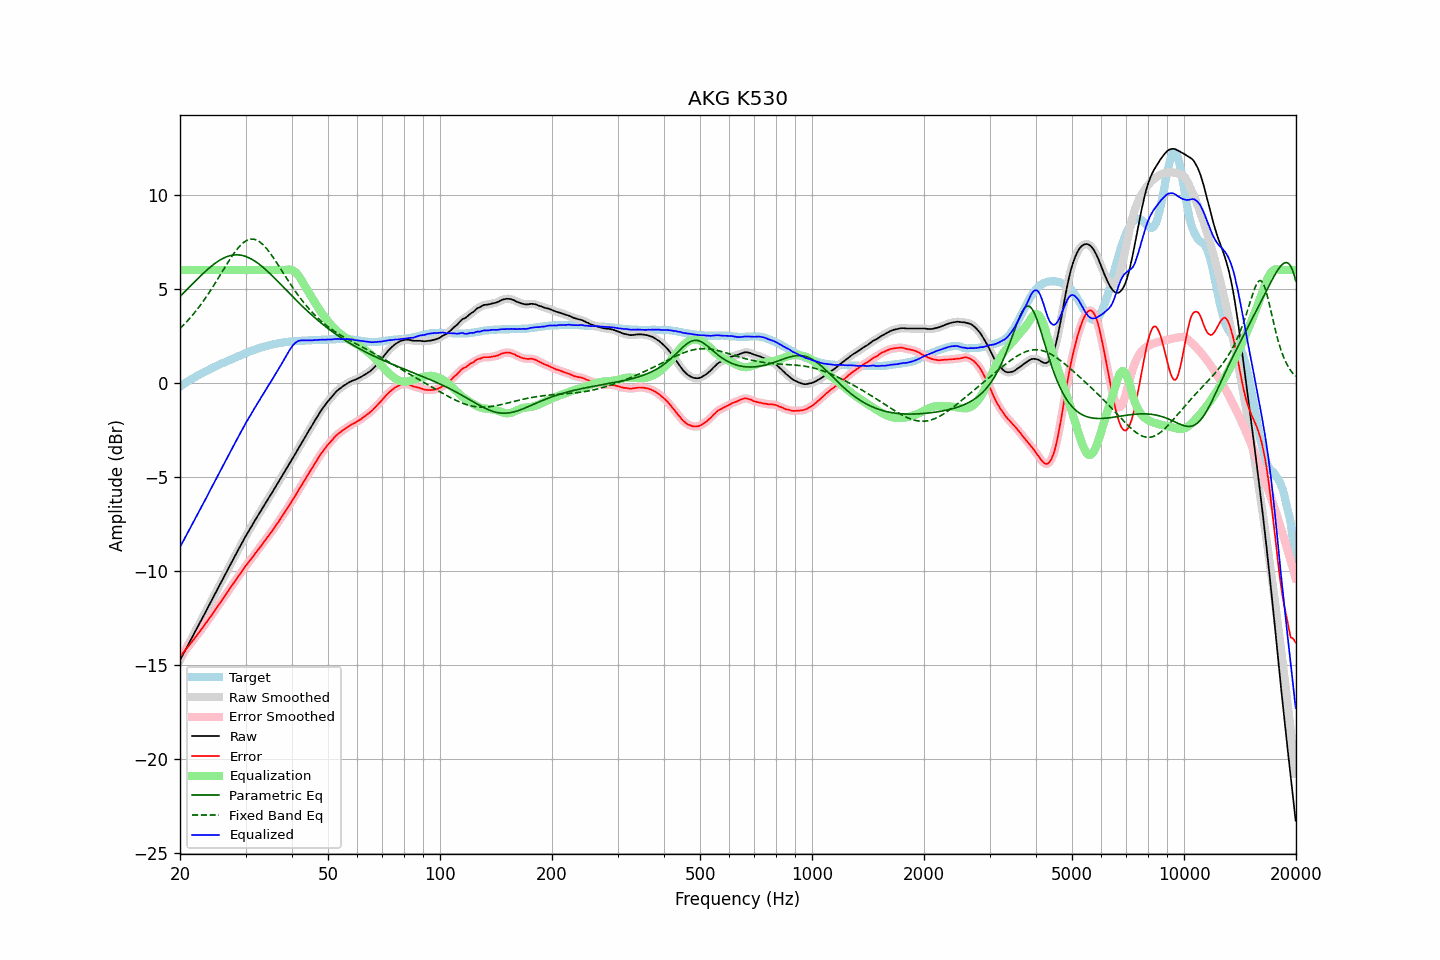 AKG K530
Amplitude (dBr)
10
5
0
−5
−10
−15
−20
−25
Target
Raw Smoothed
Error Smoothed
Raw
Error
Equalization
Parametric Eq
Fixed Band Eq
Equalized
20 50 100 200 500 1000 2000 5000 10000 20000
Frequency (Hz)